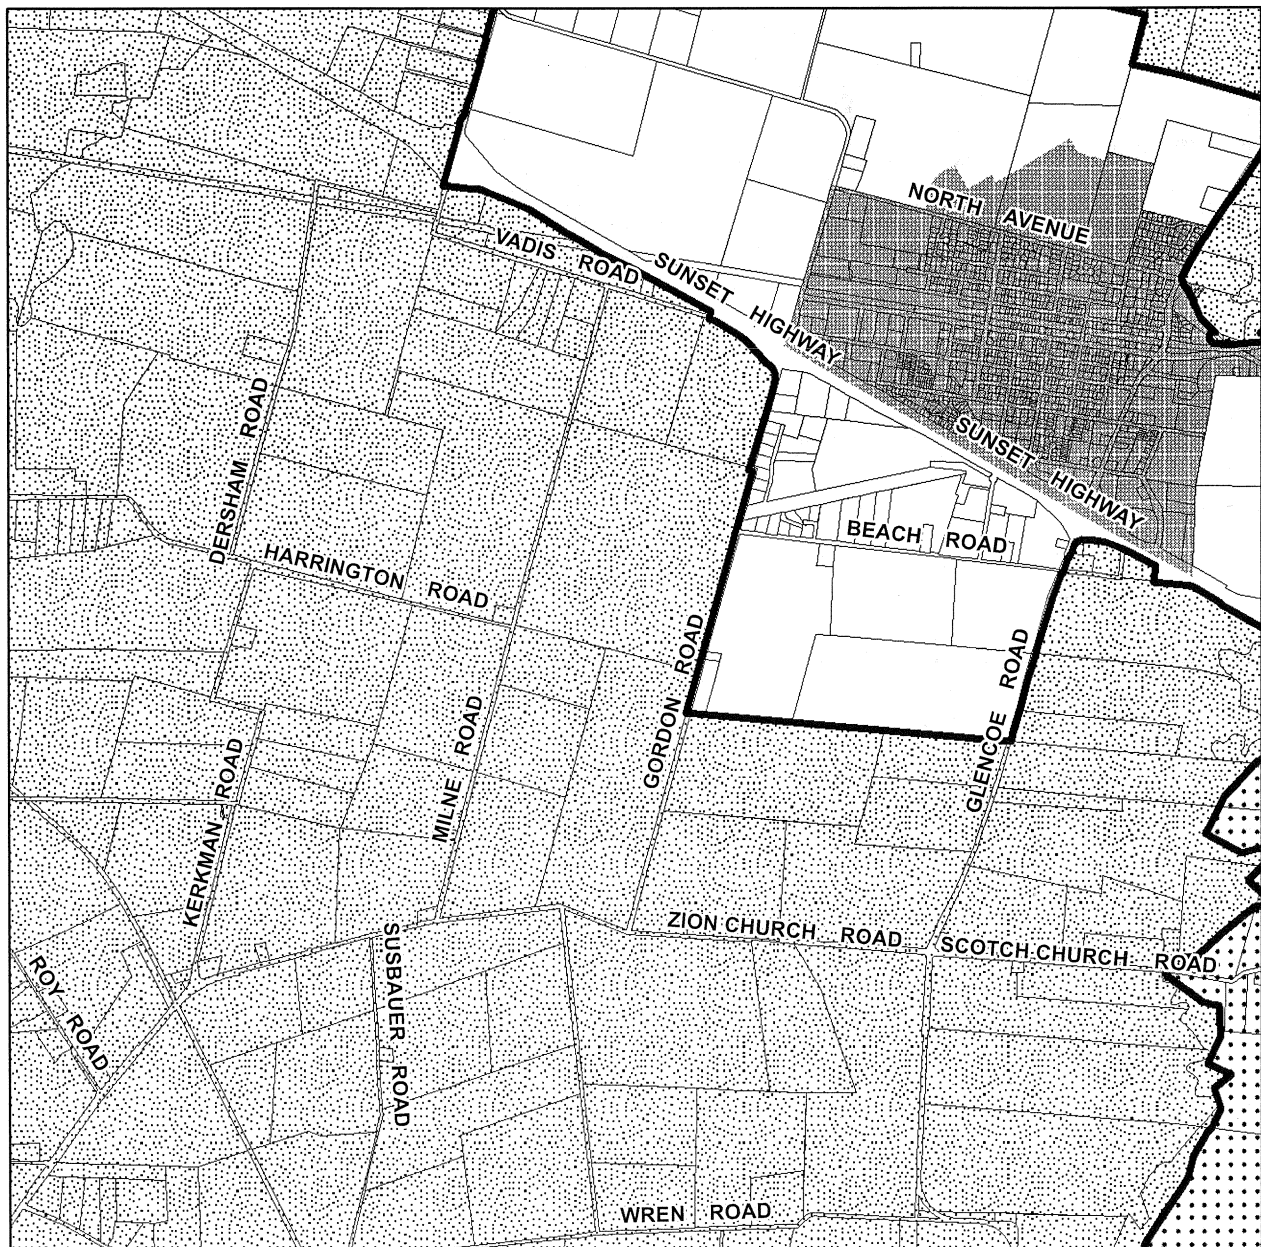 NORTH AVENUE
VADIS ROAD
SUNSET HIGHWAY
SUNSET HIGHWAY
DERSHAM ROAD
BEACH ROAD
HARRINGTON ROAD
GORDON ROAD
GLENCOE ROAD
MILNE ROAD
KERKMAN ROAD
ZION CHURCH ROAD
SCOTCH CHURCH ROAD
SUSBAUER ROAD
ROY ROAD
WREN ROAD